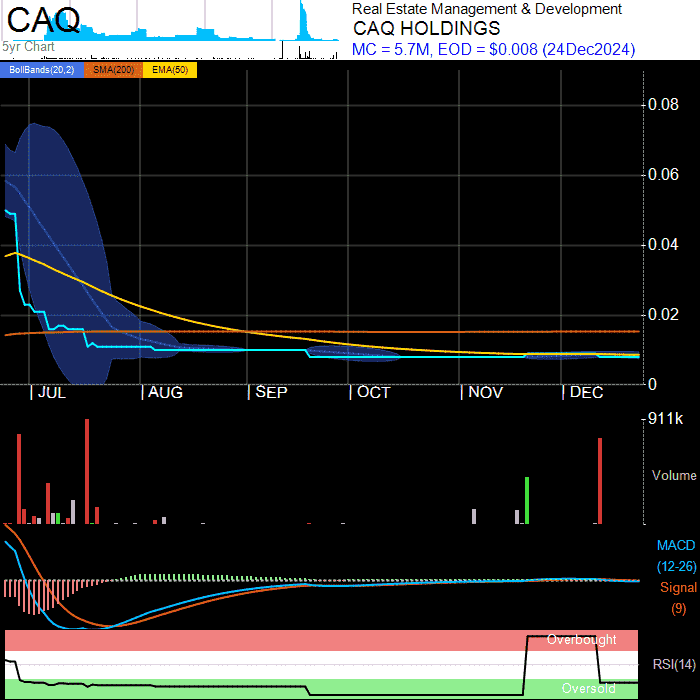 CAQ
Real Estate Management & Development
CAQ HOLDINGS
5yr Chart
MC = 5.7M, EOD = $0.008 (24Dec2024)
BollBands(20,2) SMA(200) EMA(50)
0.08
0.06
0.04
0.02
0
JUL AUG SEP OCT NOV DEC
911k
Volume
MACD
(12-26)
Signal
(9)
Overbought
RSI(14)
Oversold